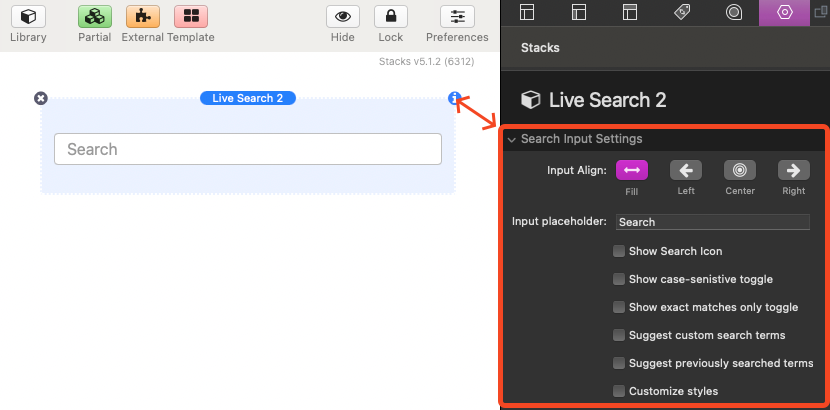 Library
Partial
External
Template
Hide
Lock
Preferences
Stacks v5.1.2 (6312)
Live Search 2
Search
Stacks
Live Search 2
Search Input Settings
Input Align:
Fill
Left
Center
Right
Input placeholder: Search
Show Search Icon
Show case-senistive toggle
Show exact matches only toggle
Suggest custom search terms
Suggest previously searched terms
Customize styles